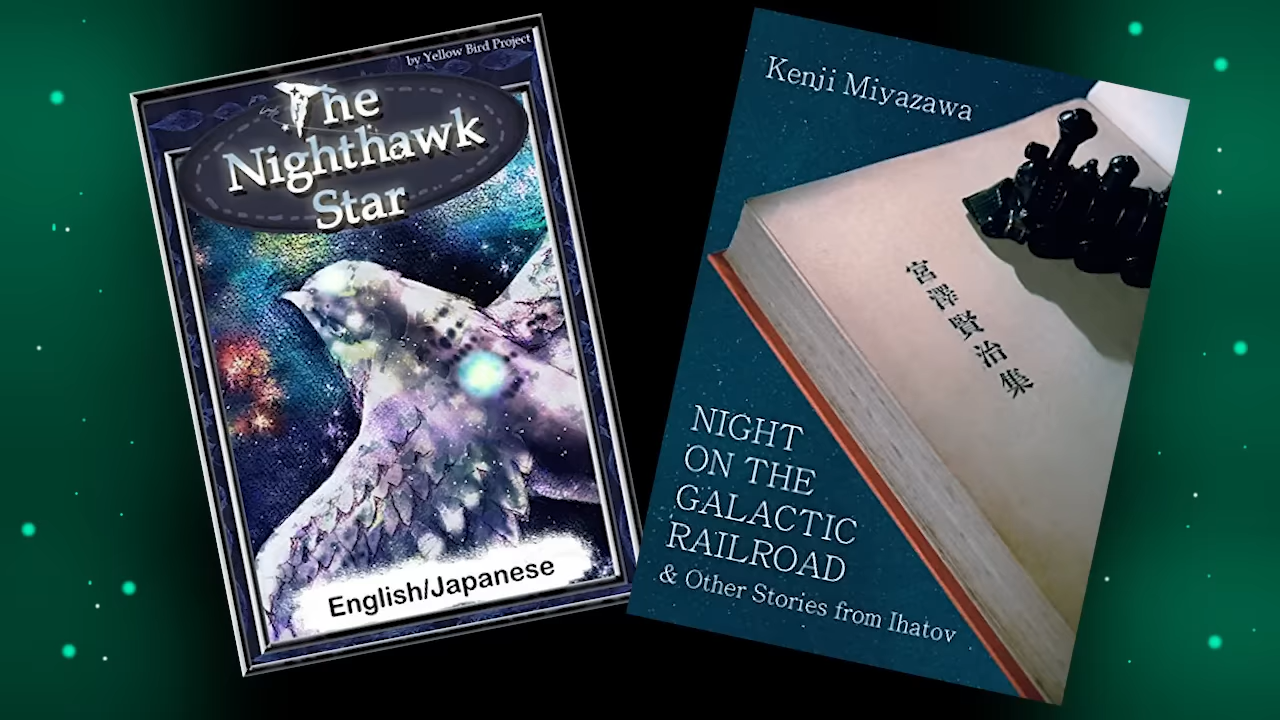 by Yellow Bird Project
The
Nighthawk
Star
English/Japanese
Kenji Miyazawa
宮澤賢治集
NIGHT
ON THE
GALACTIC
RAILROAD
& Other Stories from Ihatov